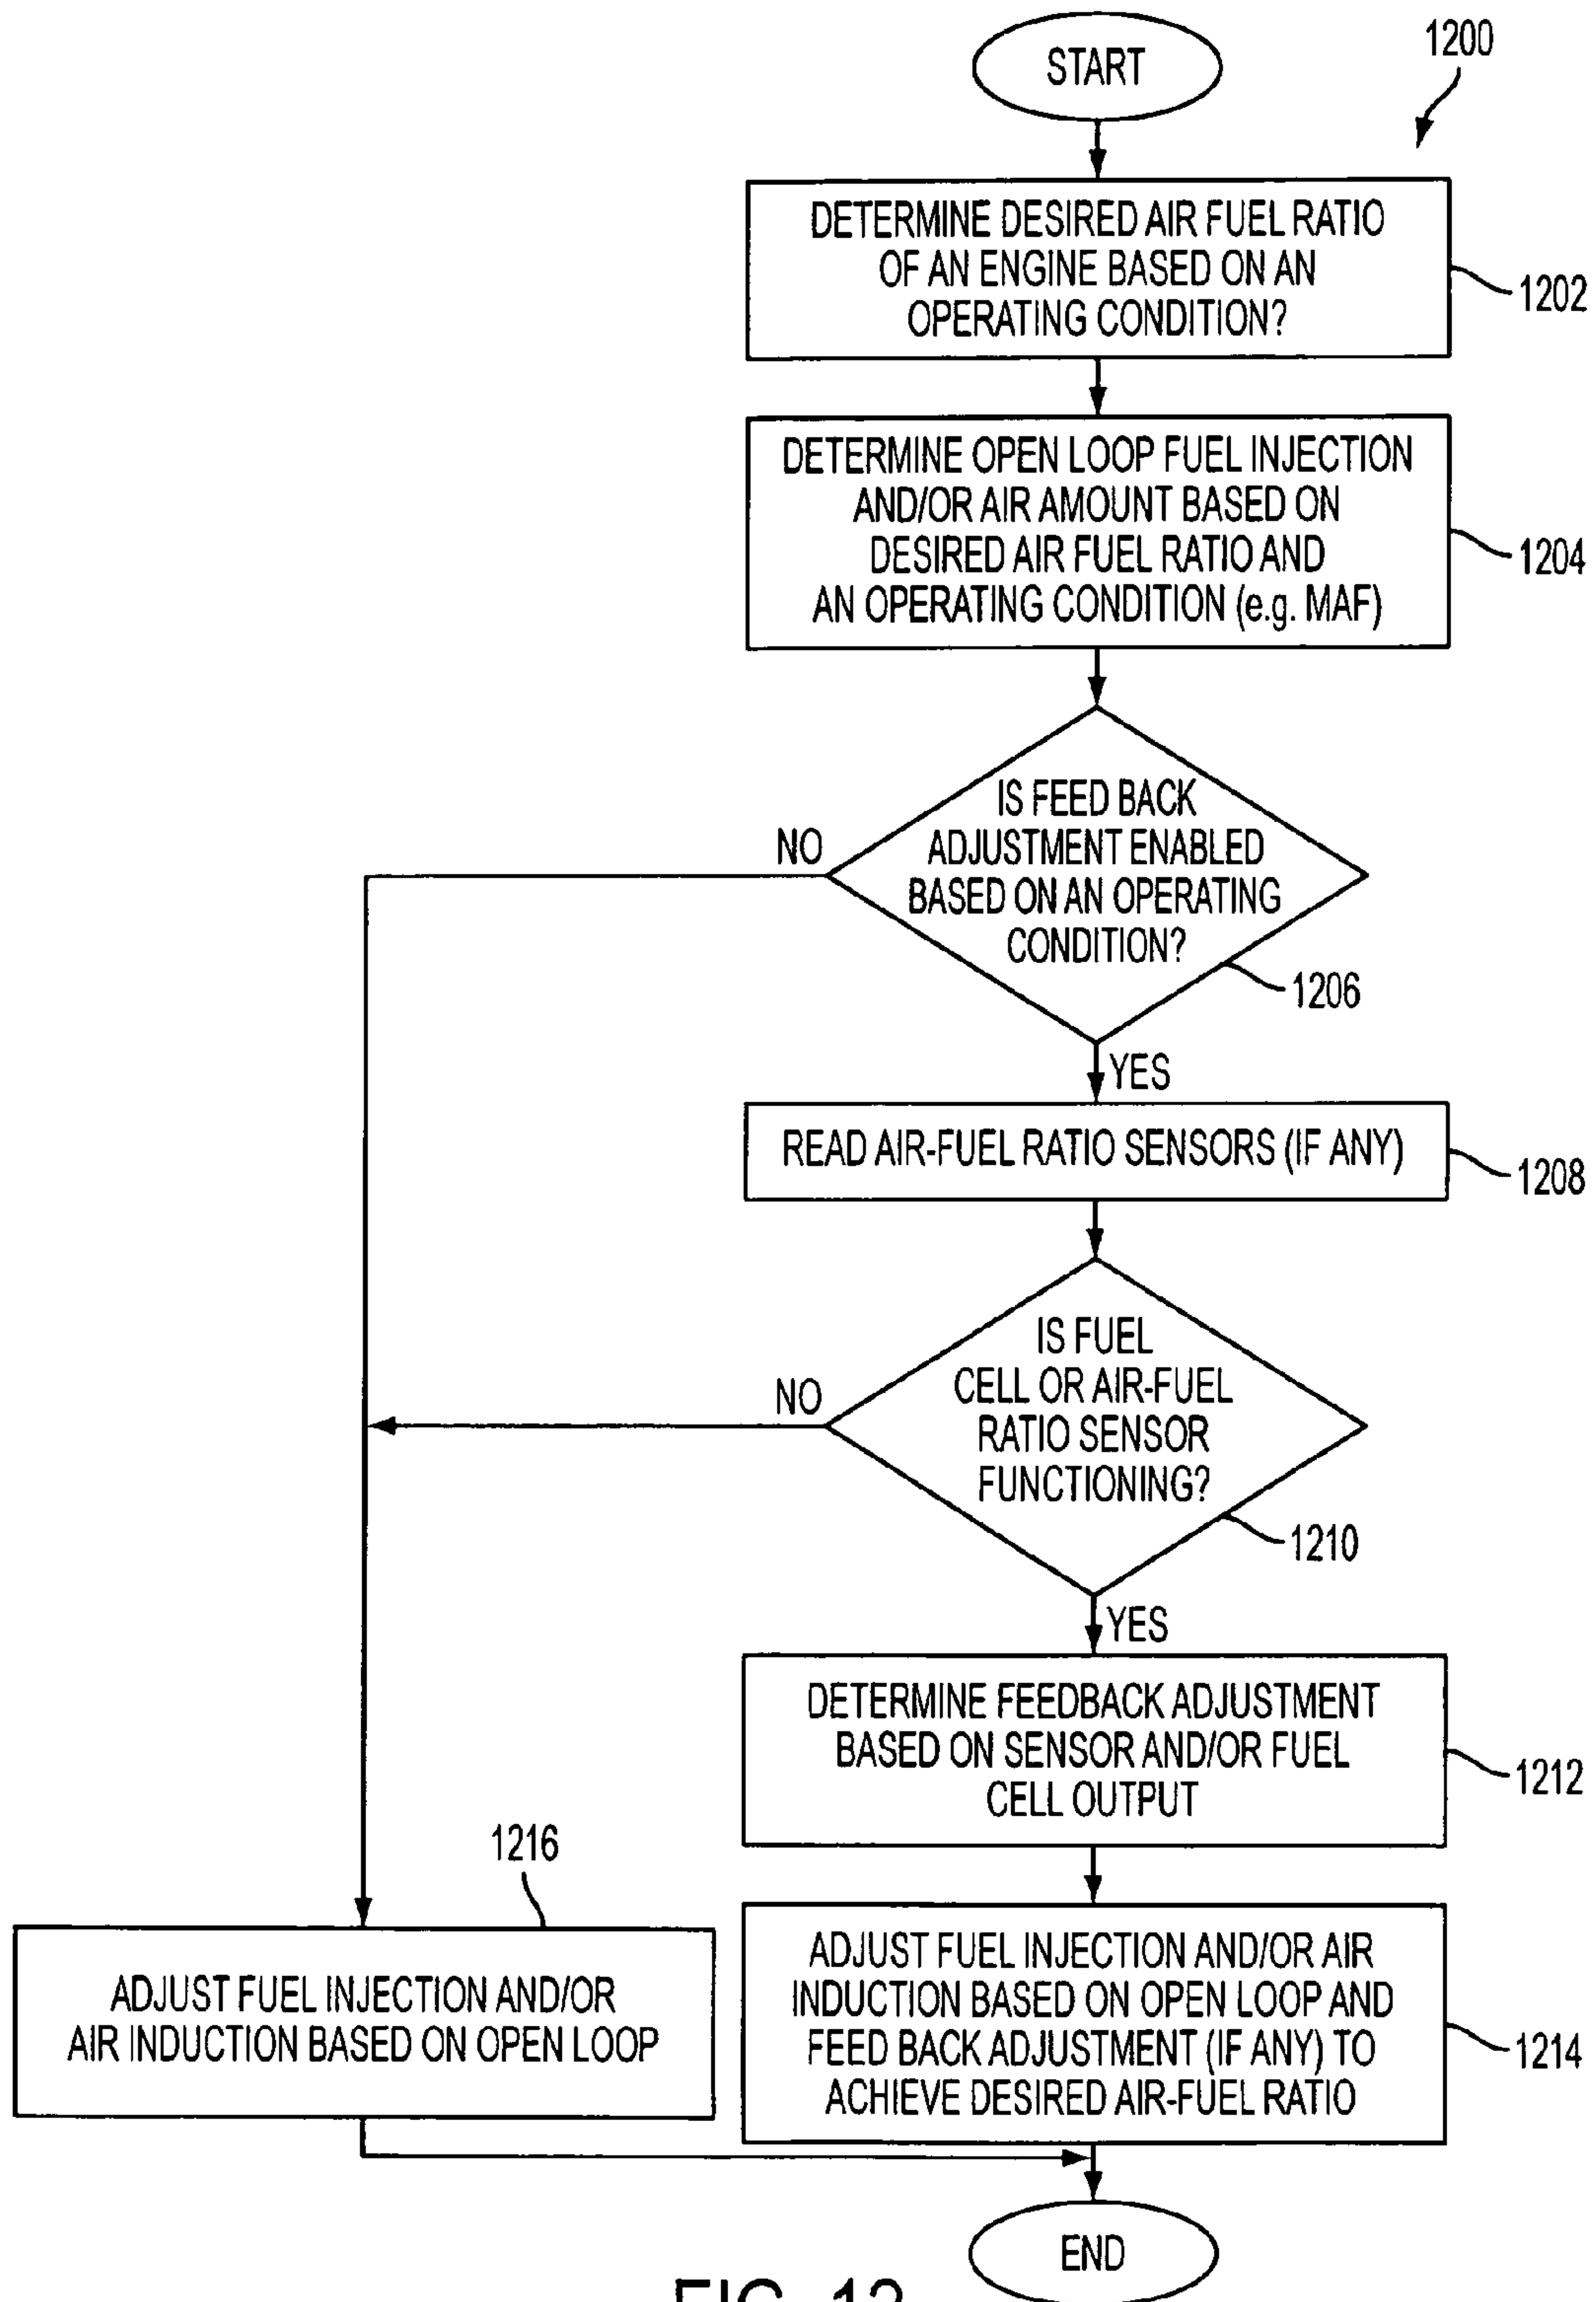 START
1200
DETERMINE DESIRED AIR FUEL RATIO
OF AN ENGINE BASED ON AN
OPERATING CONDITION?
1202
DETERMINE OPEN LOOP FUEL INJECTION
AND/OR AIR AMOUNT BASED ON
DESIRED AIR FUEL RATIO AND
AN OPERATING CONDITION (e.g. MAF)
1204
IS FEED BACK
ADJUSTMENT ENABLED
BASED ON AN OPERATING
CONDITION?
NO
1206
YES
READ AIR-FUEL RATIO SENSORS (IF ANY)
1208
IS FUEL
CELL OR AIR-FUEL
RATIO SENSOR
FUNCTIONING?
NO
1210
YES
DETERMINE FEEDBACK ADJUSTMENT
BASED ON SENSOR AND/OR FUEL
CELL OUTPUT
1212
1216
ADJUST FUEL INJECTION AND/OR
AIR INDUCTION BASED ON OPEN LOOP
ADJUST FUEL INJECTION AND/OR AIR
INDUCTION BASED ON OPEN LOOP AND
FEED BACK ADJUSTMENT (IF ANY) TO
ACHIEVE DESIRED AIR-FUEL RATIO
1214
END
FIG. 12